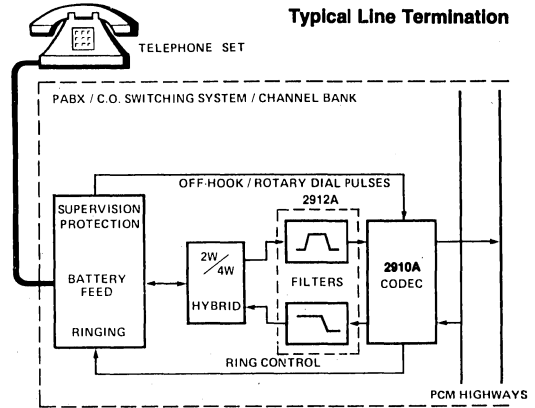 Typical Line Termination
TELEPHONE SET
PABX / C.O. SWITCHING SYSTEM / CHANNEL BANK
OFF-HOOK / ROTARY DIAL PULSES
2912A
SUPERVISION
PROTECTION
BATTERY
FEED
RINGING
2W/4W
HYBRID
FILTERS
2910A
CODEC
RING CONTROL
PCM HIGHWAYS